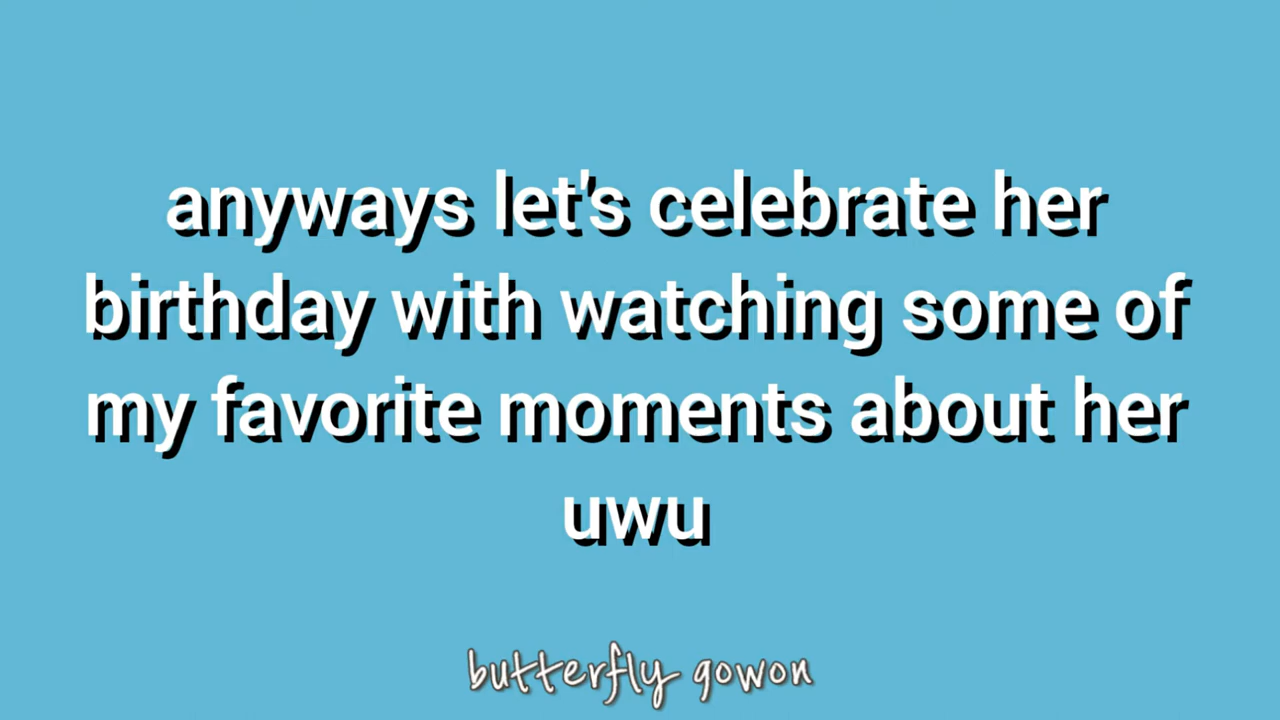 anyways let's celebrate her
birthday with watching some of
my favorite moments about her
uwu
butterfly gowon